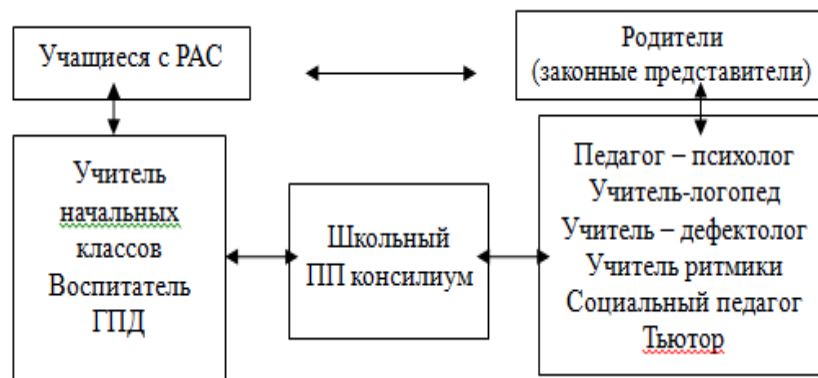 Учащиеся с РАС
Родители
(законные представители)
Учитель
начальных
классов
Воспитатель
ГПД
Школьный
ПП консилиум
Педагог – психолог
Учитель-логопед
Учитель – дефектолог
Учитель ритмики
Социальный педагог
Тьютор